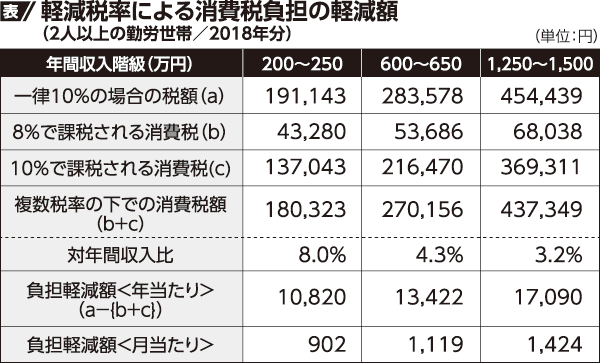 表 軽減税率による消費税負担の軽減額
(2人以上の勤労世帯/2018年分)
(単位:円)
年間収入階級(万円) 200〜250 600〜650 1,250〜1,500
一律10%の場合の税額(a) 191,143 283,578 454,439
8%で課税される消費税(b) 43,280 53,686 68,038
10%で課税される消費税(c) 137,043 216,470 369,311
複数税率の下での消費税額
(b+c) 180,323 270,156 437,349
対年間収入比 8.0% 4.3% 3.2%
負担軽減額<年当たり>
(a−{b+c}) 10,820 13,422 17,090
負担軽減額<月当たり> 902 1,119 1,424